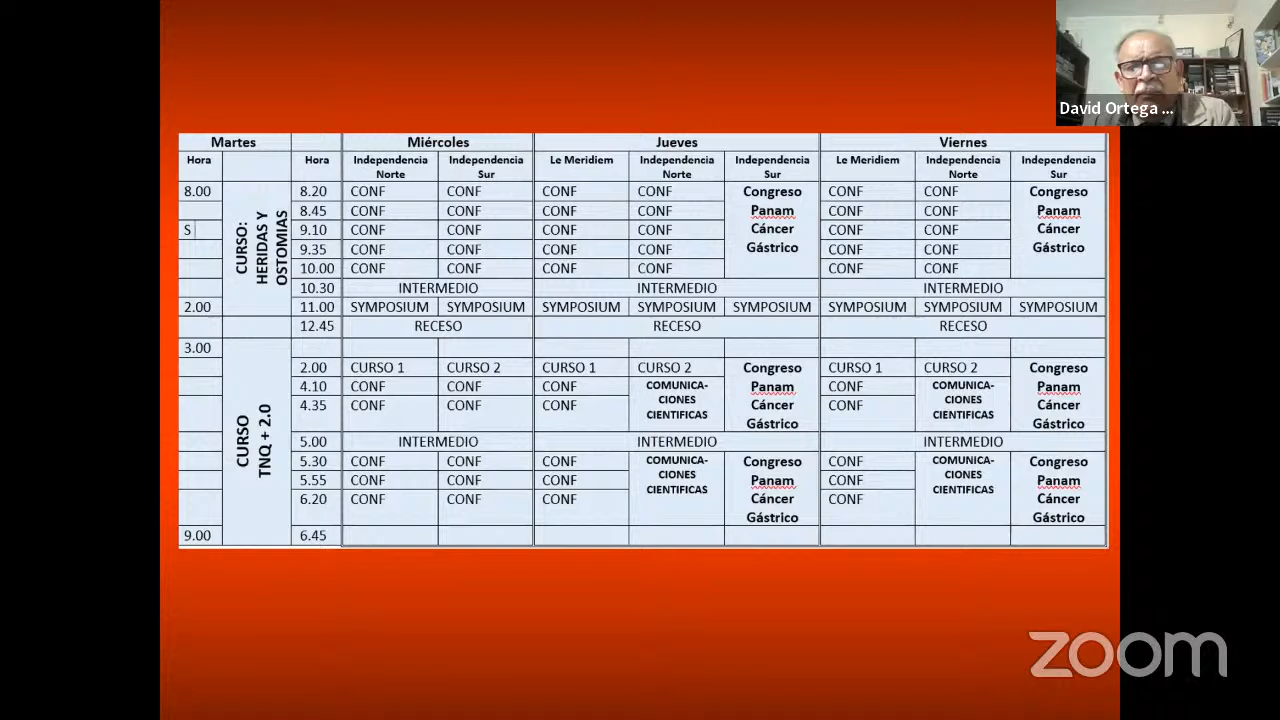 David Ortega ...
Martes Miércoles Jueves Viernes
Hora Hora Independencia Norte Independencia Sur Le Meridiem Independencia Norte Independencia Sur Le Meridiem Independencia Norte Independencia Sur
8.00 CURSO: HERIDAS Y OSTOMIAS 8.20 CONF CONF CONF CONF Congreso CONF CONF Congreso
8.45 CONF CONF CONF CONF Panam CONF CONF Panam
S 9.10 CONF CONF CONF CONF Cáncer CONF CONF Cáncer
9.35 CONF CONF CONF CONF Gástrico CONF CONF Gástrico
10.00 CONF CONF CONF CONF CONF CONF
10.30 INTERMEDIO INTERMEDIO INTERMEDIO
2.00 11.00 SYMPOSIUM SYMPOSIUM SYMPOSIUM SYMPOSIUM SYMPOSIUM SYMPOSIUM SYMPOSIUM SYMPOSIUM
12.45 RECESO RECESO RECESO
3.00 CURSO TNQ + 2.0
2.00 CURSO 1 CURSO 2 CURSO 1 CURSO 2 Congreso CURSO 1 CURSO 2 Congreso
4.10 CONF CONF CONF COMUNICA- Panam CONF COMUNICA- Panam
CIONES CIONES
4.35 CONF CONF CONF CIENTIFICAS Cáncer CONF CIENTIFICAS Cáncer
Gástrico Gástrico
5.00 INTERMEDIO INTERMEDIO INTERMEDIO
5.30 CONF CONF CONF COMUNICA- Congreso CONF COMUNICA- Congreso
CIONES CIONES
5.55 CONF CONF CONF CIENTIFICAS Panam CONF CIENTIFICAS Panam
6.20 CONF CONF CONF Cáncer CONF Cáncer
Gástrico Gástrico
9.00 6.45
zoom